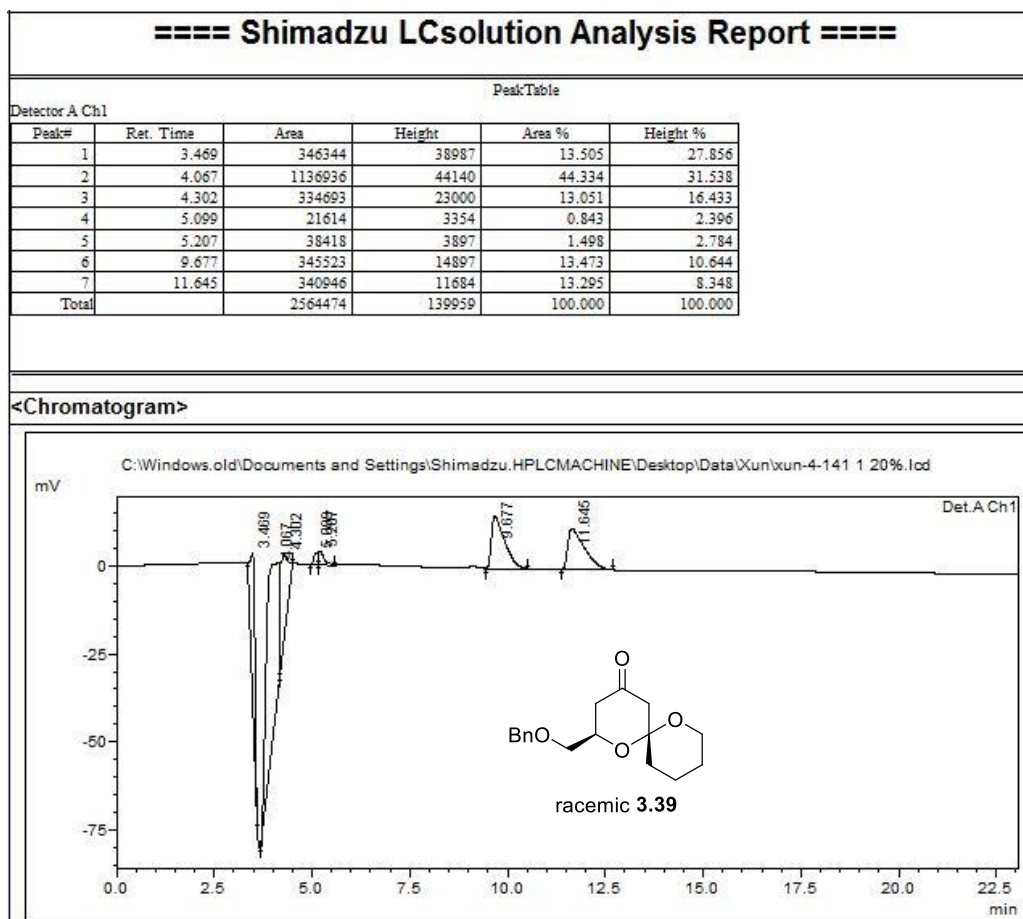 ==== Shimadzu LCsolution Analysis Report ====
PeakTable
Detector A Ch1
Peak# Ret. Time Area Height Area % Height %
1 3.469 346344 38987 13.505 27.856
2 4.067 1136936 44140 44.334 31.538
3 4.302 334693 23000 13.051 16.433
4 5.099 21614 3354 0.843 2.396
5 5.207 38418 3897 1.498 2.784
6 9.677 345523 14897 13.473 10.644
7 11.645 340946 11684 13.295 8.348
Total 2564474 139959 100.000 100.000
<Chromatogram>
C:\Windows.old\Documents and Settings\Shimadzu.HPLCMACHINE\Desktop\Data\Xun\xun-4-141 1 20%.lcd
mV
Det.A Ch1
3.469
4.302
9.677
11.645
0
-25
-50
-75
O
O
BnO
O
racemic 3.39
0.0 2.5 5.0 7.5 10.0 12.5 15.0 17.5 20.0 22.5
min